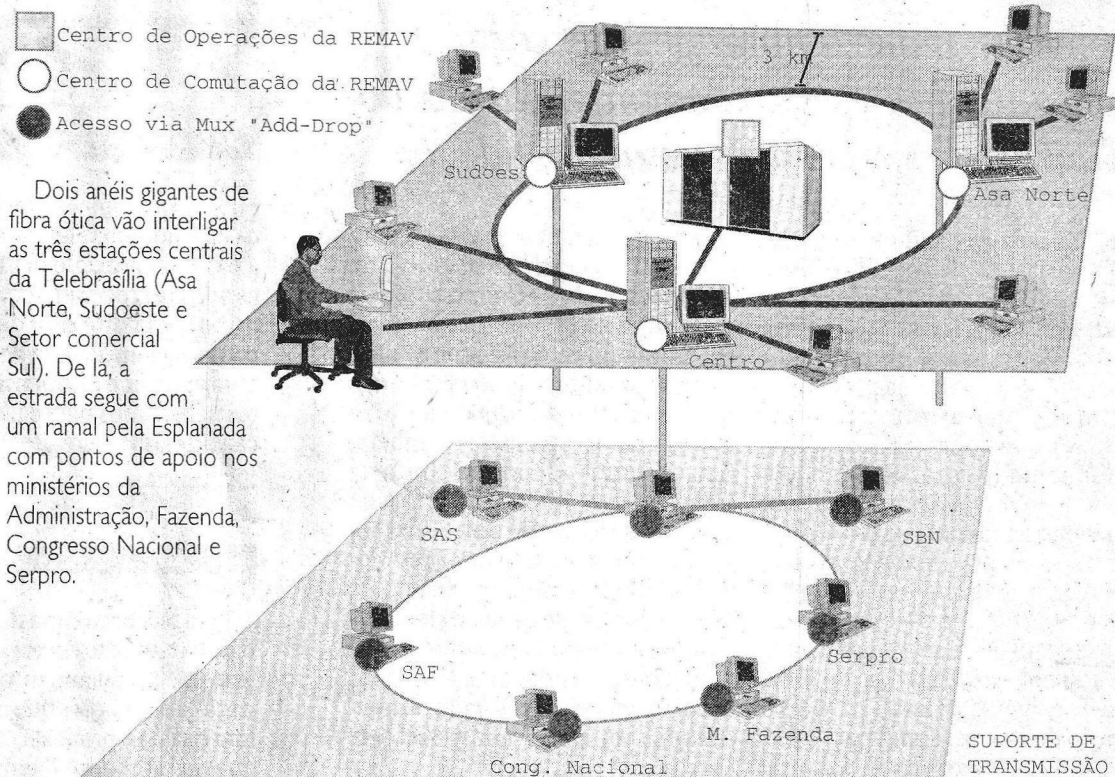 Centro de Operações da REMAV
Centro de Comutação da REMAV
Acesso via Mux "Add-Drop"
Dois anéis gigantes de
fibra ótica vão interligar
as três estações centrais
da Telebrasília (Asa
Norte, Sudoeste e
Setor comercial
Sul). De lá, a
estrada segue com
um ramal pela Esplanada
com pontos de apoio nos
ministérios da
Administração, Fazenda,
Congresso Nacional e
Serpro.
3 km
Sudoes
Asa Norte
Centro
SAS
SBN
SAF
Serpro
M. Fazenda
Cong. Nacional
SUPORTE DE
TRANSMISSÃO